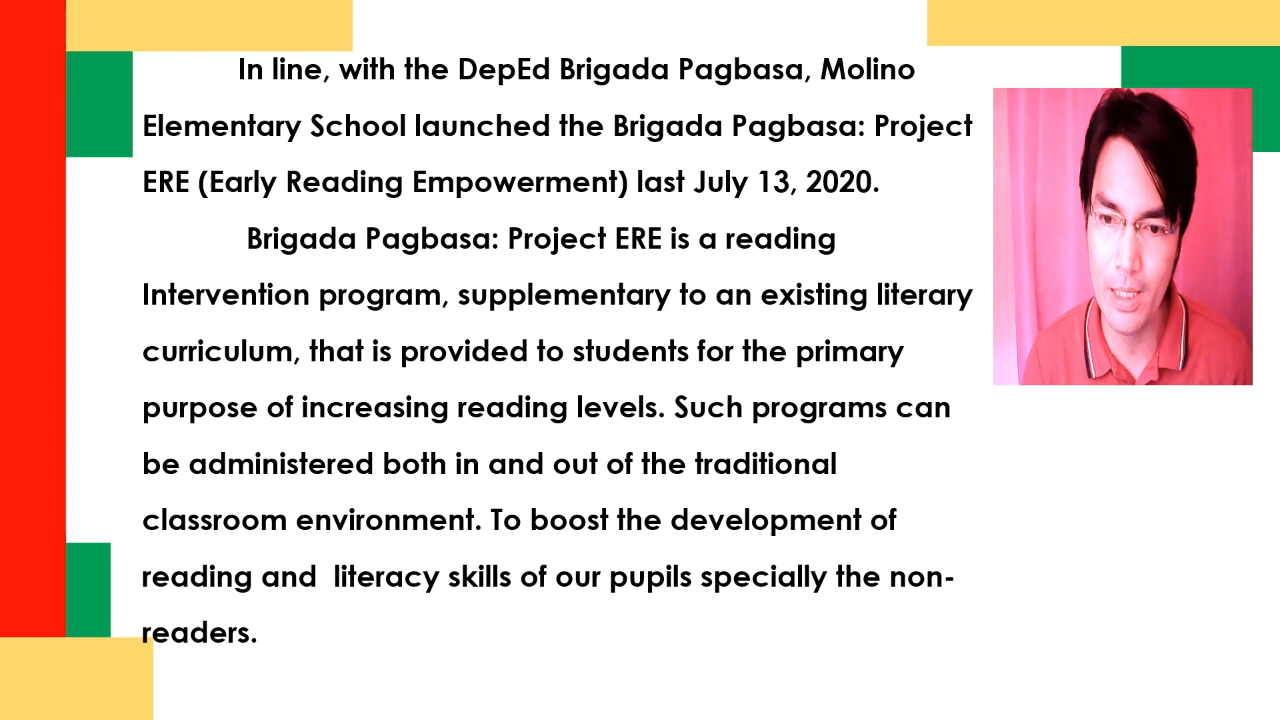 In line, with the DepEd Brigada Pagbasa, Molino
Elementary School launched the Brigada Pagbasa: Project
ERE (Early Reading Empowerment) last July 13, 2020.
Brigada Pagbasa: Project ERE is a reading
Intervention program, supplementary to an existing literary
curriculum, that is provided to students for the primary
purpose of increasing reading levels. Such programs can
be administered both in and out of the traditional
classroom environment. To boost the development of
reading and  literacy skills of our pupils specially the non-
readers.